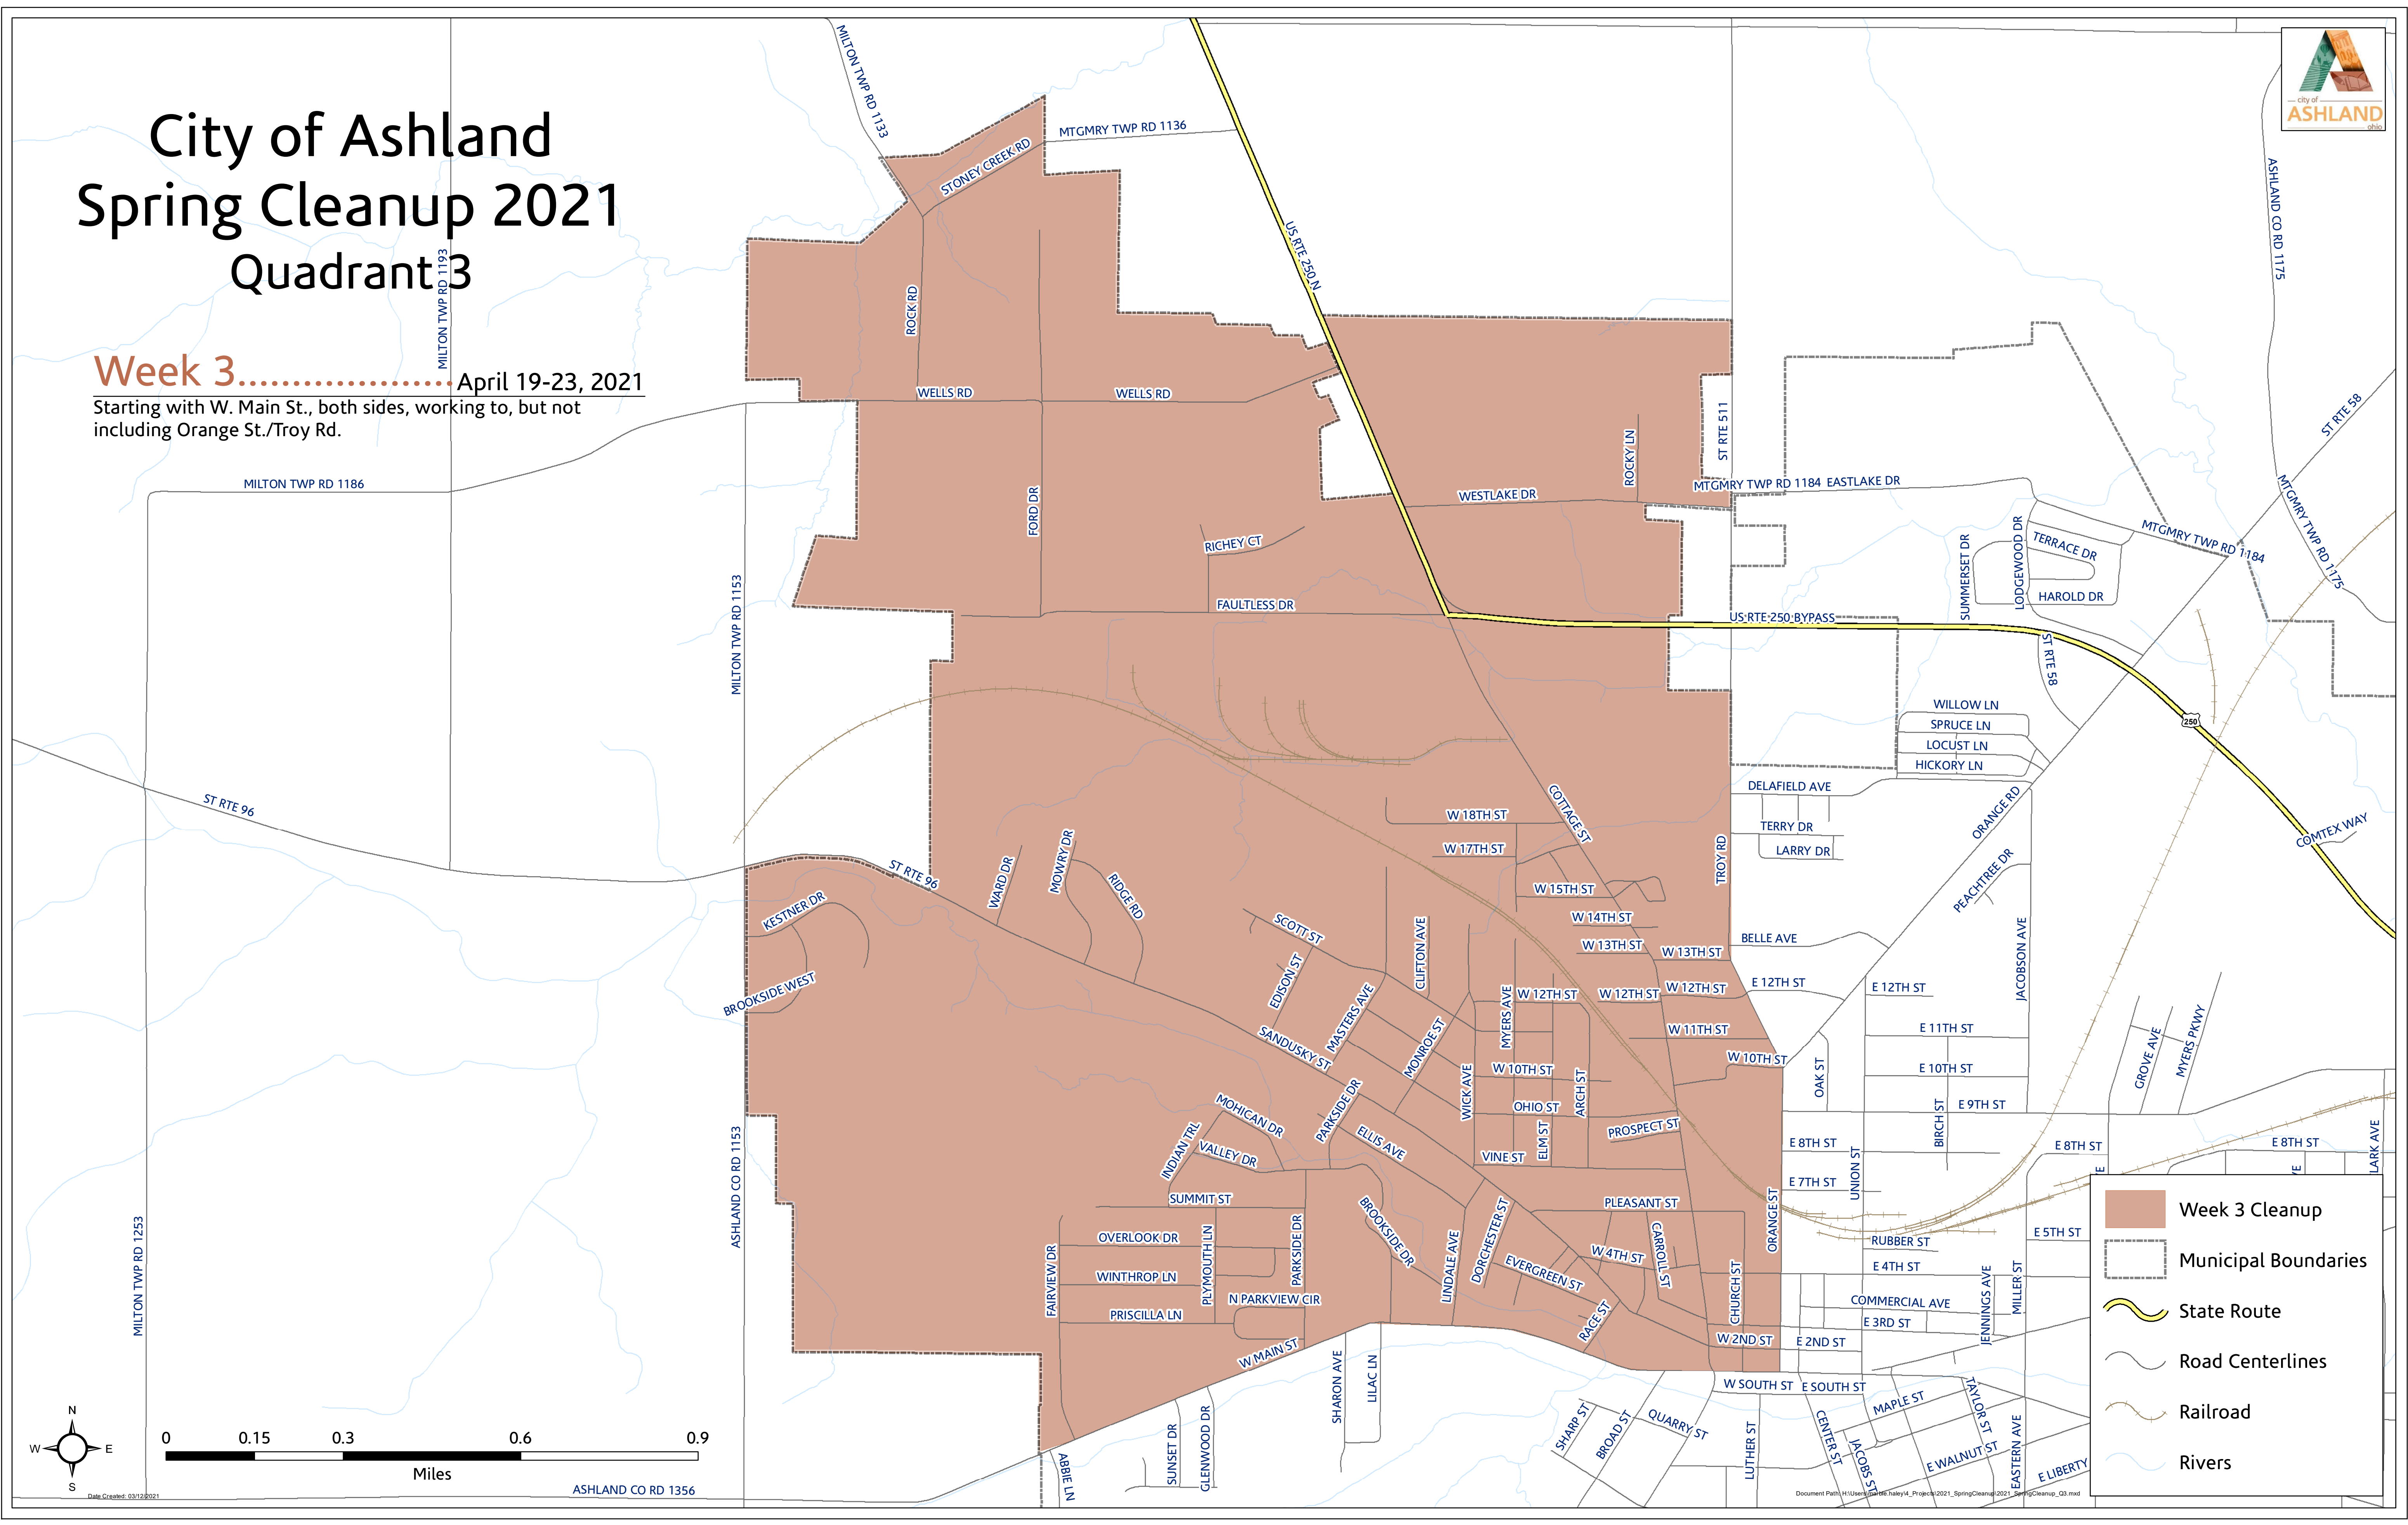 City of Ashland
Spring Cleanup 2021
Quadrant 3
Week 3....................April 19-23, 2021
Starting with W. Main St., both sides, working to, but not
including Orange St./Troy Rd.
city of
ASHLAND
ohio
MILTON TWP RD 1133
MTGMRY TWP RD 1136
STONEY CREEK RD
US RTE 250 N
ASHLAND CO RD 1175
MILTON TWP RD 1193
ROCK RD
WELLS RD
WELLS RD
ST RTE 511
ROCKY LN
ST RTE 58
MILTON TWP RD 1186
FORD DR
WESTLAKE DR
MTGMRY TWP RD 1184
EASTLAKE DR
MTGMRY TWP RD 1184
MTGMRY TWP RD 1175
RICHEY CT
SUMMERSET DR
LODGEWOOD DR
TERRACE DR
HAROLD DR
MILTON TWP RD 1153
FAULTLESS DR
US RTE 250 BYPASS
ST RTE 58
250
WILLOW LN
SPRUCE LN
LOCUST LN
HICKORY LN
DELAFIELD AVE
ST RTE 96
COTTAGE ST
W 18TH ST
W 17TH ST
TROY RD
TERRY DR
LARRY DR
ORANGE RD
COMTEX WAY
PEACHTREE DR
ST RTE 96
WARD DR
MOWRY DR
RIDGE RD
W 15TH ST
W 14TH ST
W 13TH ST
W 13TH ST
BELLE AVE
KESTNER DR
BROOKSIDE WEST
SCOTT ST
EDISON ST
CLIFTON AVE
MASTERS AVE
MYERS AVE
W 12TH ST
W 12TH ST
W 12TH ST
E 12TH ST
E 12TH ST
JACOBSON AVE
SANDUSKY ST
MONROE ST
W 11TH ST
E 11TH ST
W 10TH ST
W 10TH ST
E 10TH ST
OAK ST
GROVE AVE
MYERS PKWY
WICK AVE
ARCH ST
OHIO ST
ELM ST
PROSPECT ST
E 9TH ST
BIRCH ST
MOHICAN DR
PARKSIDE DR
ELLIS AVE
INDIAN TRL
VALLEY DR
VINE ST
E 8TH ST
E 8TH ST
E 8TH ST
UNION ST
E 7TH ST
ASHLAND CO RD 1153
MILTON TWP RD 1253
SUMMIT ST
PLEASANT ST
ORANGE ST
OVERLOOK DR
PLYMOUTH LN
PARKSIDE DR
BROOKSIDE DR
LINDALE AVE
DORCHESTER ST
W 4TH ST
CARROLL ST
EVERGREEN ST
CHURCH ST
RUBBER ST
E 5TH ST
E 4TH ST
FAIRVIEW DR
WINTHROP LN
N PARKVIEW CIR
PRISCILLA LN
RACE ST
COMMERCIAL AVE
E 3RD ST
JENNINGS AVE
MILLER ST
W MAIN ST
W 2ND ST
E 2ND ST
SHARON AVE
LILAC LN
W SOUTH ST
E SOUTH ST
MAPLE ST
TAYLOR ST
SHARP ST
BROAD ST
QUARRY ST
LUTHER ST
CENTER ST
JACOBS ST
E WALNUT ST
EASTERN AVE
E LIBERTY
SUNSET DR
GLENWOOD DR
ABBIE LN
ASHLAND CO RD 1356
LARK AVE
VE
E
Week 3 Cleanup
Municipal Boundaries
State Route
Road Centerlines
Railroad
Rivers
N
W
E
S
0 0.15 0.3 0.6 0.9
Miles
Date Created: 03/12/2021